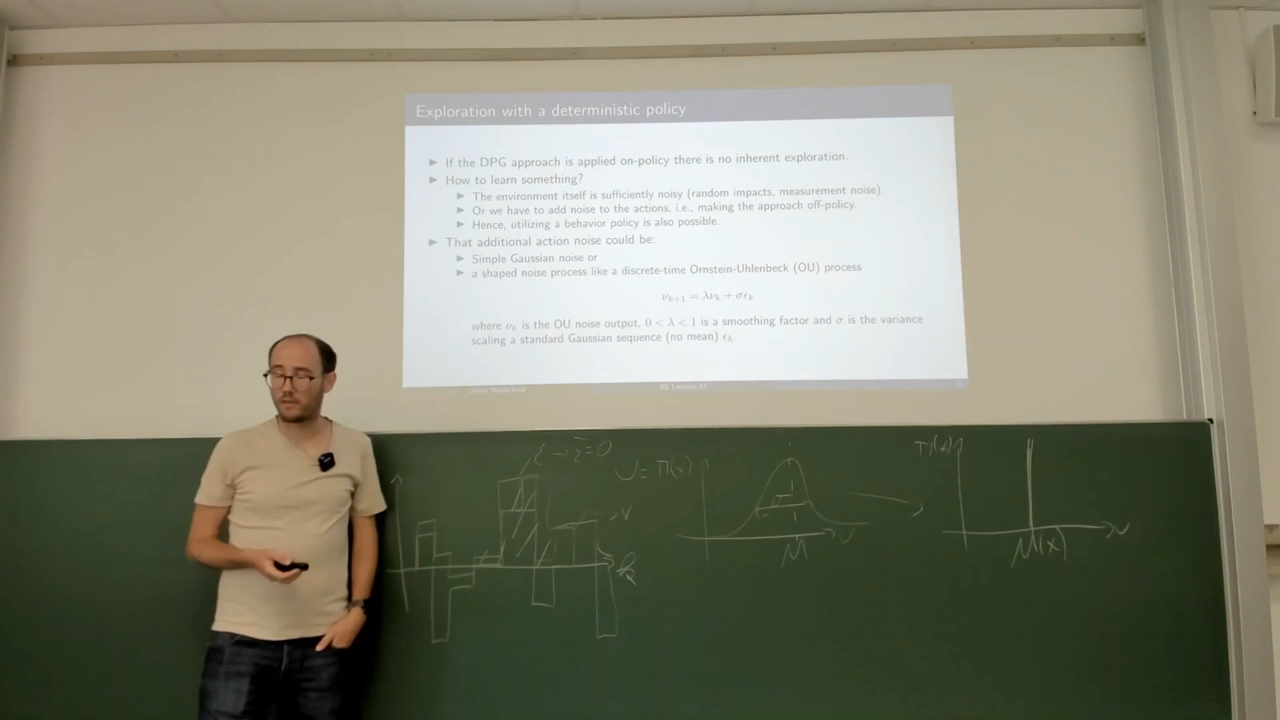 Exploration with a deterministic policy
▶ If the DPG approach is applied on-policy there is no inherent exploration.
▶ How to learn something?
▶ The environment itself is sufficiently noisy (random impacts, measurement noise).
▶ Or we have to add noise to the actions, i.e., making the approach off-policy.
▶ Hence, utilizing a behavior policy is also possible.
▶ That additional action noise could be:
▶ Simple Gaussian noise or
▶ a shaped noise process like a discrete-time Ornstein-Uhlenbeck (OU) process
νₖ₊₁ = λνₖ + σϵₖ
where νₖ is the OU noise output, 0 < λ < 1 is a smoothing factor and σ is the variance
scaling a standard Gaussian sequence (no mean) ϵₖ.
RL Lecture 12
U = π(x)
σ
μ
U
π(x)
μ(x)
U
ν
k